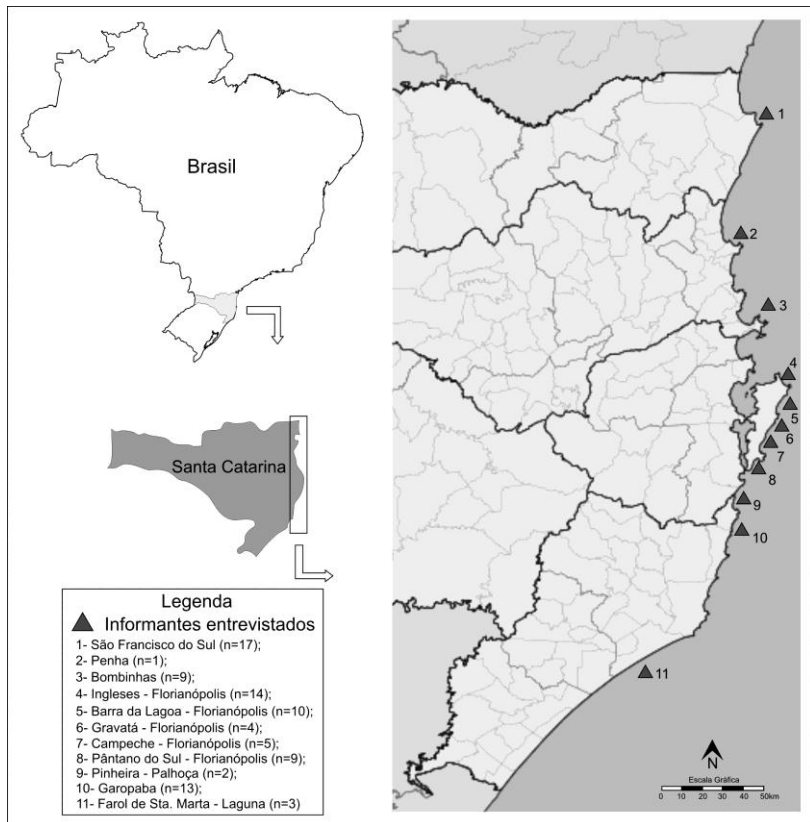 Brasil
Santa Catarina
Legenda
Informantes entrevistados
1- São Francisco do Sul (n=17);
2- Penha (n=1);
3- Bombinhas (n=9);
4- Ingleses - Florianópolis (n=14);
5- Barra da Lagoa - Florianópolis (n=10);
6- Gravatá - Florianópolis (n=4);
7- Campeche - Florianópolis (n=5);
8- Pântano do Sul - Florianópolis (n=9);
9- Pinheira - Palhoça (n=2);
10- Garopaba (n=13);
11- Farol de Sta. Marta - Laguna (n=3)
1
2
3
4
5
6
7
8
9
10
11
N
Escala Gráfica
0 10 20 30 40 50km